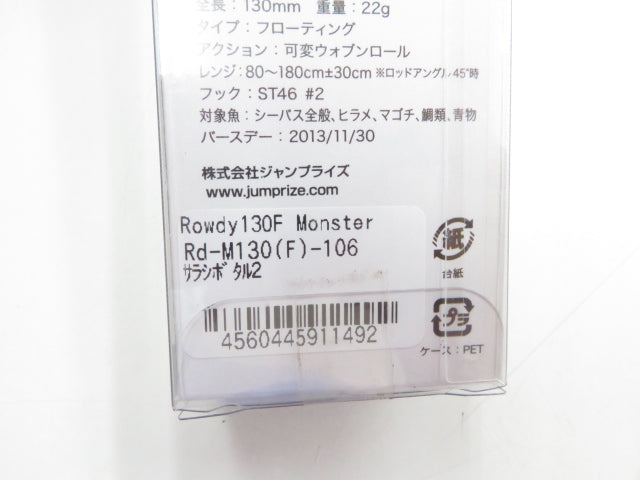 全長:130mm 重量:22g
タイプ:フローティング
アクション:可変ウォブンロール
レンジ:80〜180cm±30cm ※ロッドアングル45°時
フック:ST46 #2
対象魚:シーバス全般、ヒラメ、マゴチ、鯛類、青物
バースデー:2013/11/30
株式会社ジャンプライズ
www.jumprize.com
Rowdy130F Monster
Rd-M130(F)-106
サラシボタル2
4560445911492
紙
台紙
プラ
ケース:PET